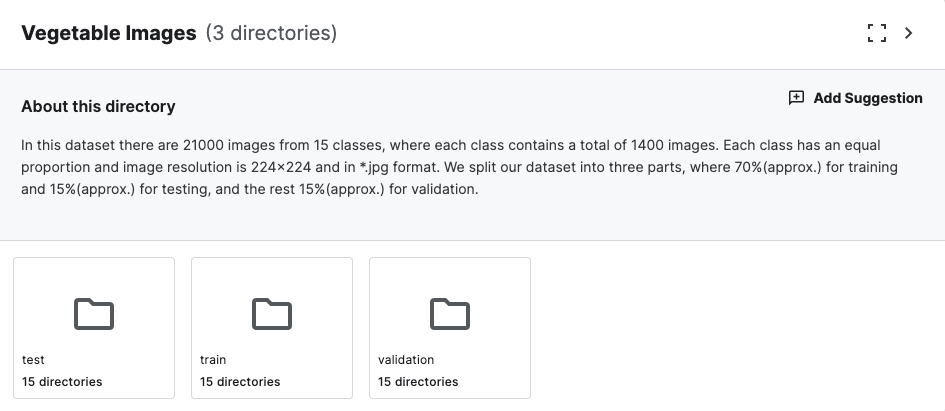 Vegetable Images (3 directories)
About this directory
Add Suggestion
In this dataset there are 21000 images from 15 classes, where each class contains a total of 1400 images. Each class has an equal
proportion and image resolution is 224×224 and in *.jpg format. We split our dataset into three parts, where 70%(approx.) for training
and 15%(approx.) for testing, and the rest 15%(approx.) for validation.
test
15 directories
train
15 directories
validation
15 directories